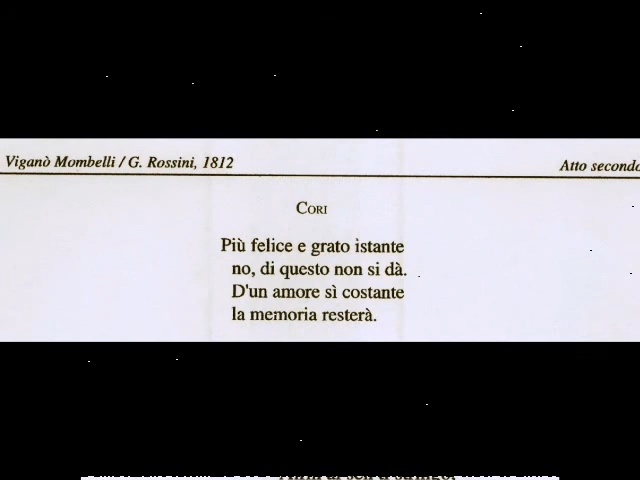 Viganò Mombelli / G. Rossini, 1812
Atto secondo
CORI
Più felice e grato istante
no, di questo non si dà.
D'un amore sì costante
la memoria resterà.